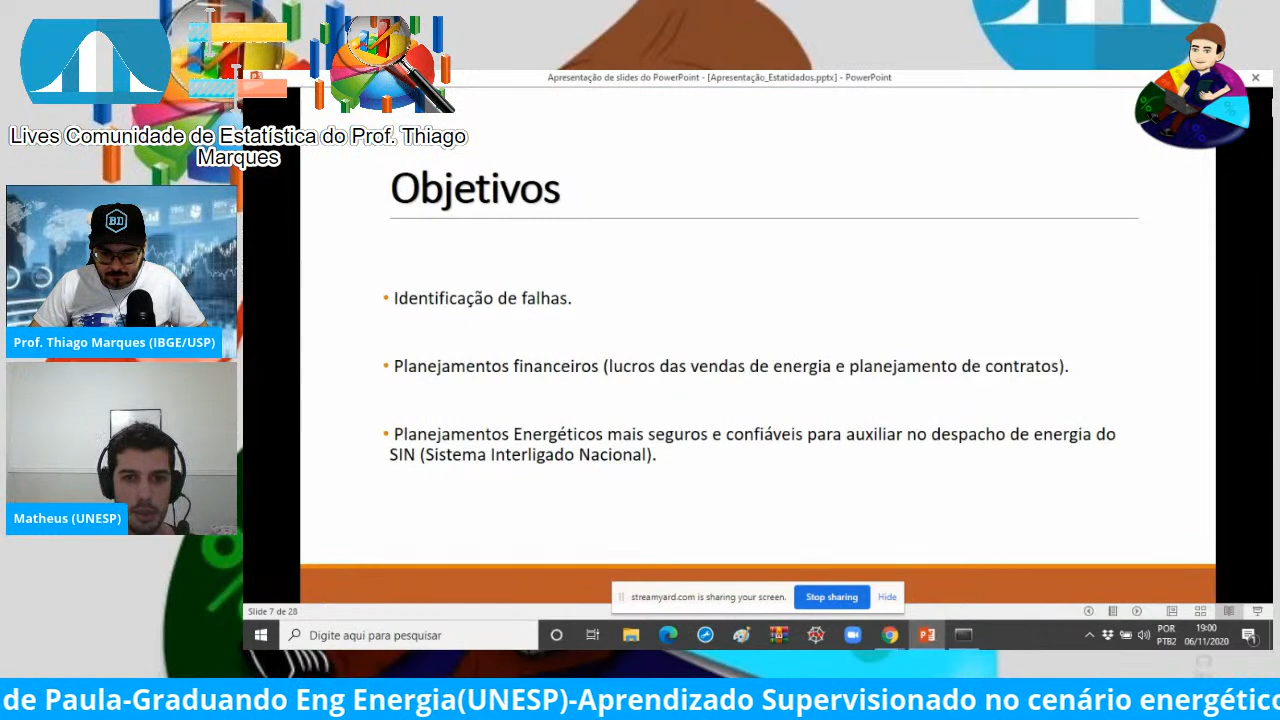 Apresentação de slides do PowerPoint - [Apresentação_Estatidados.pptx] - PowerPoint
Lives Comunidade de Estatística do Prof. Thiago
Marques
Objetivos
BD
• Identificação de falhas.
Prof. Thiago Marques (IBGE/USP)
• Planejamentos financeiros (lucros das vendas de energia e planejamento de contratos).
• Planejamentos Energéticos mais seguros e confiáveis para auxiliar no despacho de energia do
SIN (Sistema Interligado Nacional).
Matheus (UNESP)
streamyard.com is sharing your screen.
Stop sharing
Hide
Slide 7 de 28
Digite aqui para pesquisar
POR
PTB2
19:00
06/11/2020
de Paula-Graduando Eng Energia(UNESP)-Aprendizado Supervisionado no cenário energético